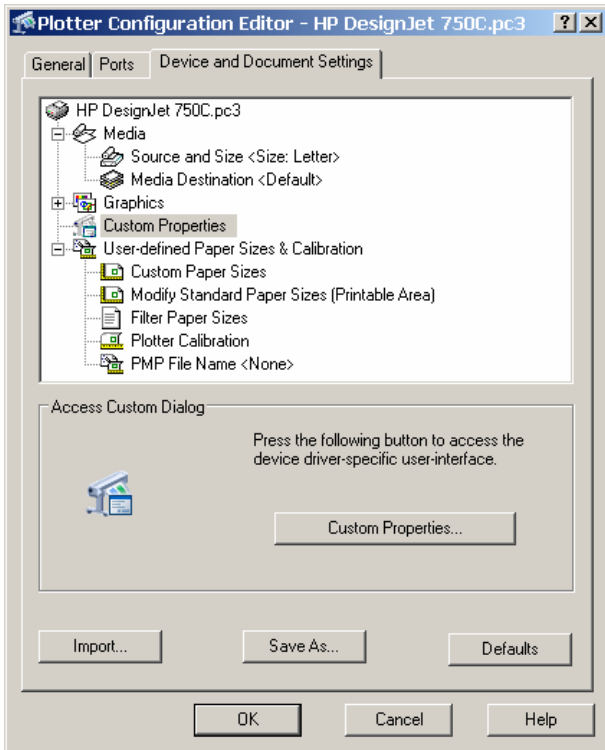 Plotter Configuration Editor - HP DesignJet 750C.pc3
General Ports Device and Document Settings
HP DesignJet 750C.pc3
Media
Source and Size <Size: Letter>
Media Destination <Default>
Graphics
Custom Properties
User-defined Paper Sizes & Calibration
Custom Paper Sizes
Modify Standard Paper Sizes (Printable Area)
Filter Paper Sizes
Plotter Calibration
PMP File Name <None>
Access Custom Dialog
Press the following button to access the
device driver-specific user-interface.
Custom Properties...
Import... Save As... Defaults
OK Cancel Help